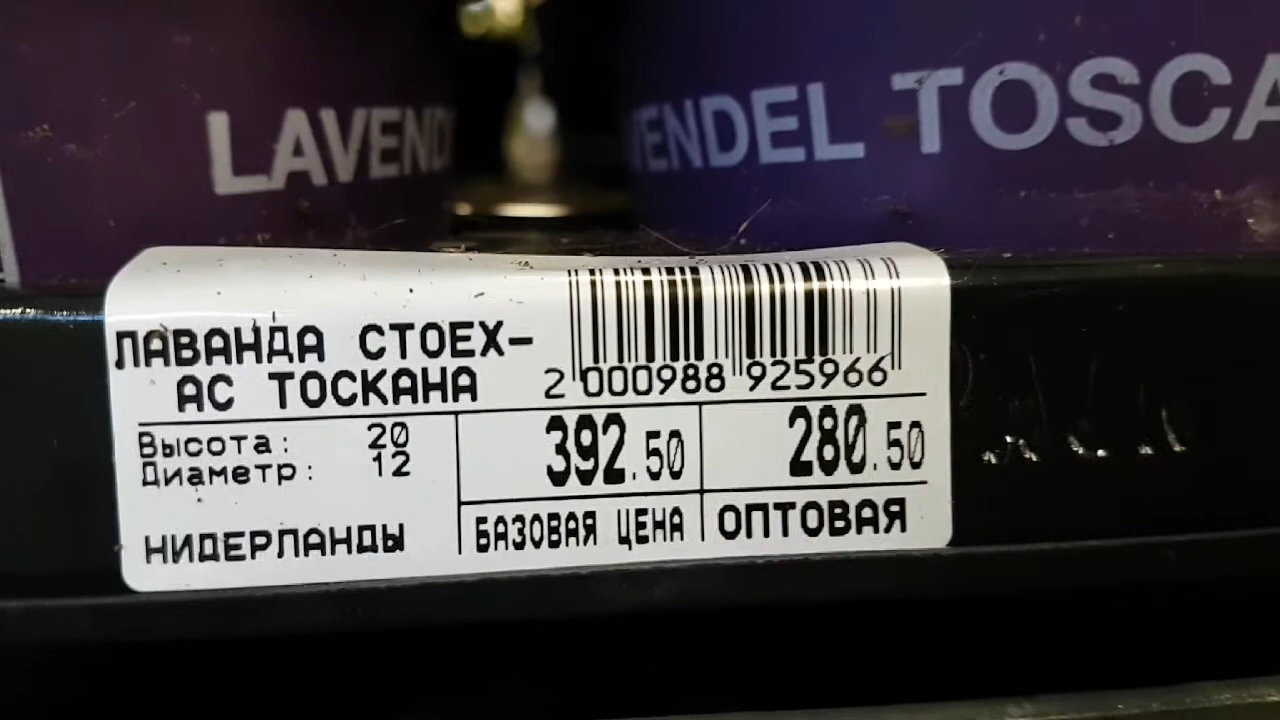 LAVEND
VENDEL TOSCA
ЛАВАНДА СТОЕХ-
АС ТОСКАНА
2 000988 925966
Высота: 20
Диаметр: 12
392.50
280.50
НИДЕРЛАНДЫ
БАЗОВАЯ ЦЕНА
ОПТОВАЯ